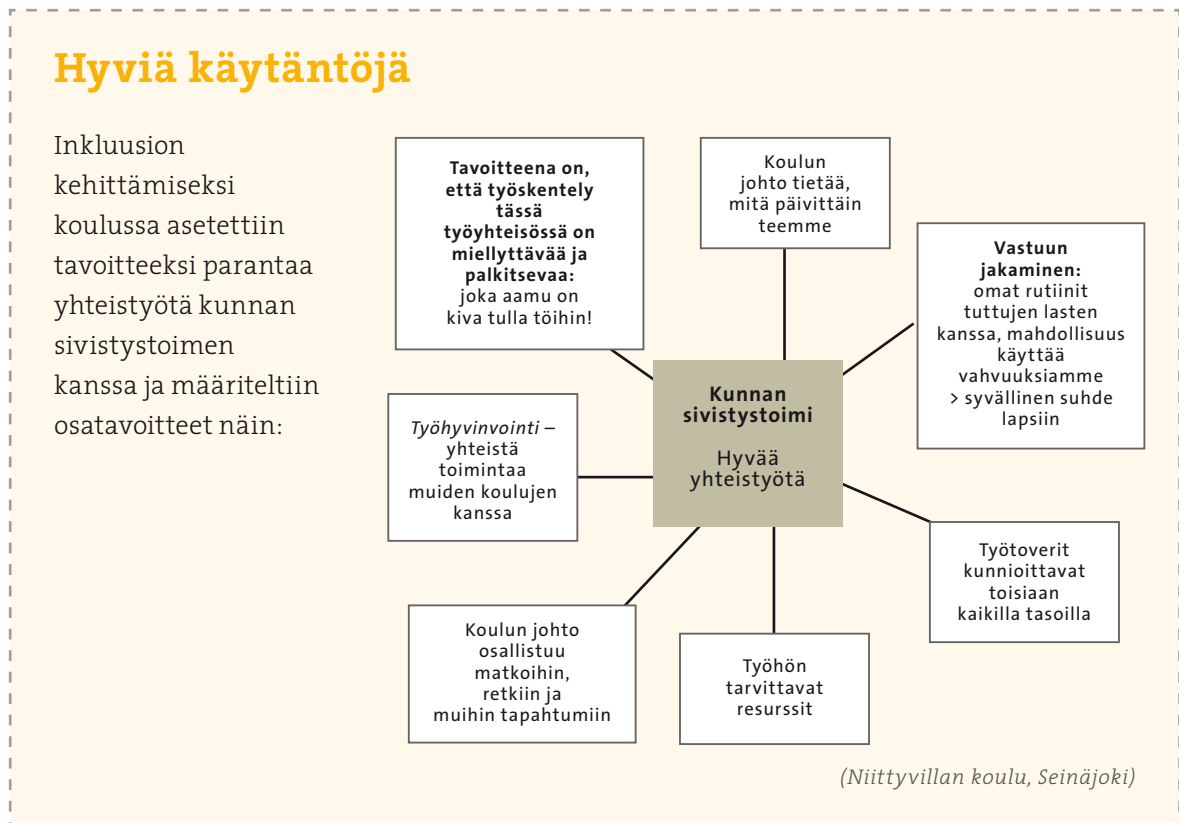 Hyviä käytäntöjä
Inkluusion
kehittämiseksi
koulussa asetettiin
tavoitteeksi parantaa
yhteistyötä kunnan
sivistystoimen
kanssa ja määriteltiin
osatavoitteet näin:
Tavoitteena on,
että työskentely
tässä
työyhteisössä on
miellyttävää ja
palkitsevaa:
joka aamu on
kiva tulla töihin!
Koulun
johto tietää,
mitä päivittäin
teemme
Vastuun
jakaminen:
omat rutiinit
tuttujen lasten
kanssa, mahdollisuus
käyttää
vahvuuksiamme
> syvällinen suhde
lapsiin
Kunnan
sivistystoimi
Hyvää
yhteistyötä
Työhyvinvointi –
yhteistä
toimintaa
muiden koulujen
kanssa
Työtoverit
kunnioittavat
toisiaan
kaikilla tasoilla
Koulun johto
osallistuu
matkoihin,
retkiin ja
muihin tapahtumiin
Työhön
tarvittavat
resurssit
(Niittyvillan koulu, Seinäjoki)